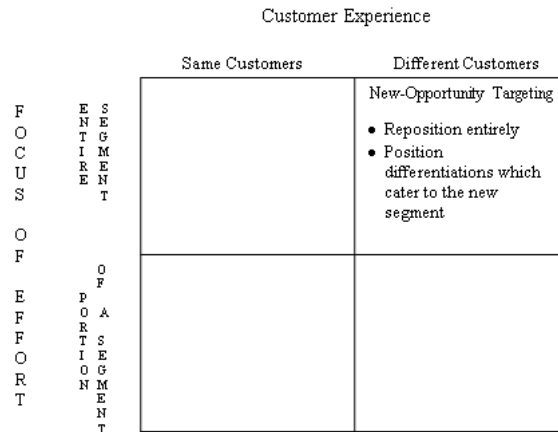 Customer Experience
Same Customers
Different Customers
FOCUS OF EFFORT
ENTIRE
SEGMENT
PORTION
OF A SEGMENT
New-Opportunity Targeting
• Reposition entirely
• Position
differentiations which
cater to the new
segment